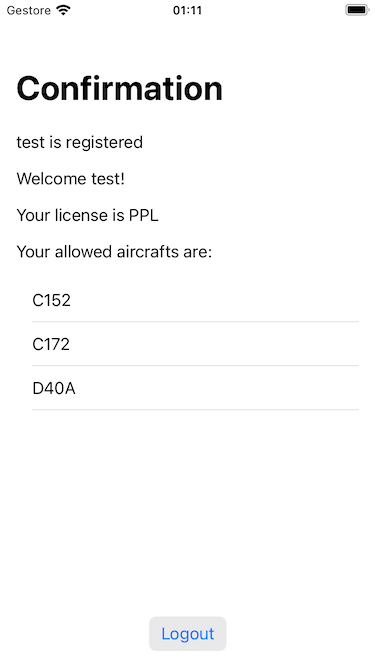 Gestore 01:11
Confirmation
test is registered
Welcome test!
Your license is PPL
Your allowed aircrafts are:
C152
C172
D40A
Logout